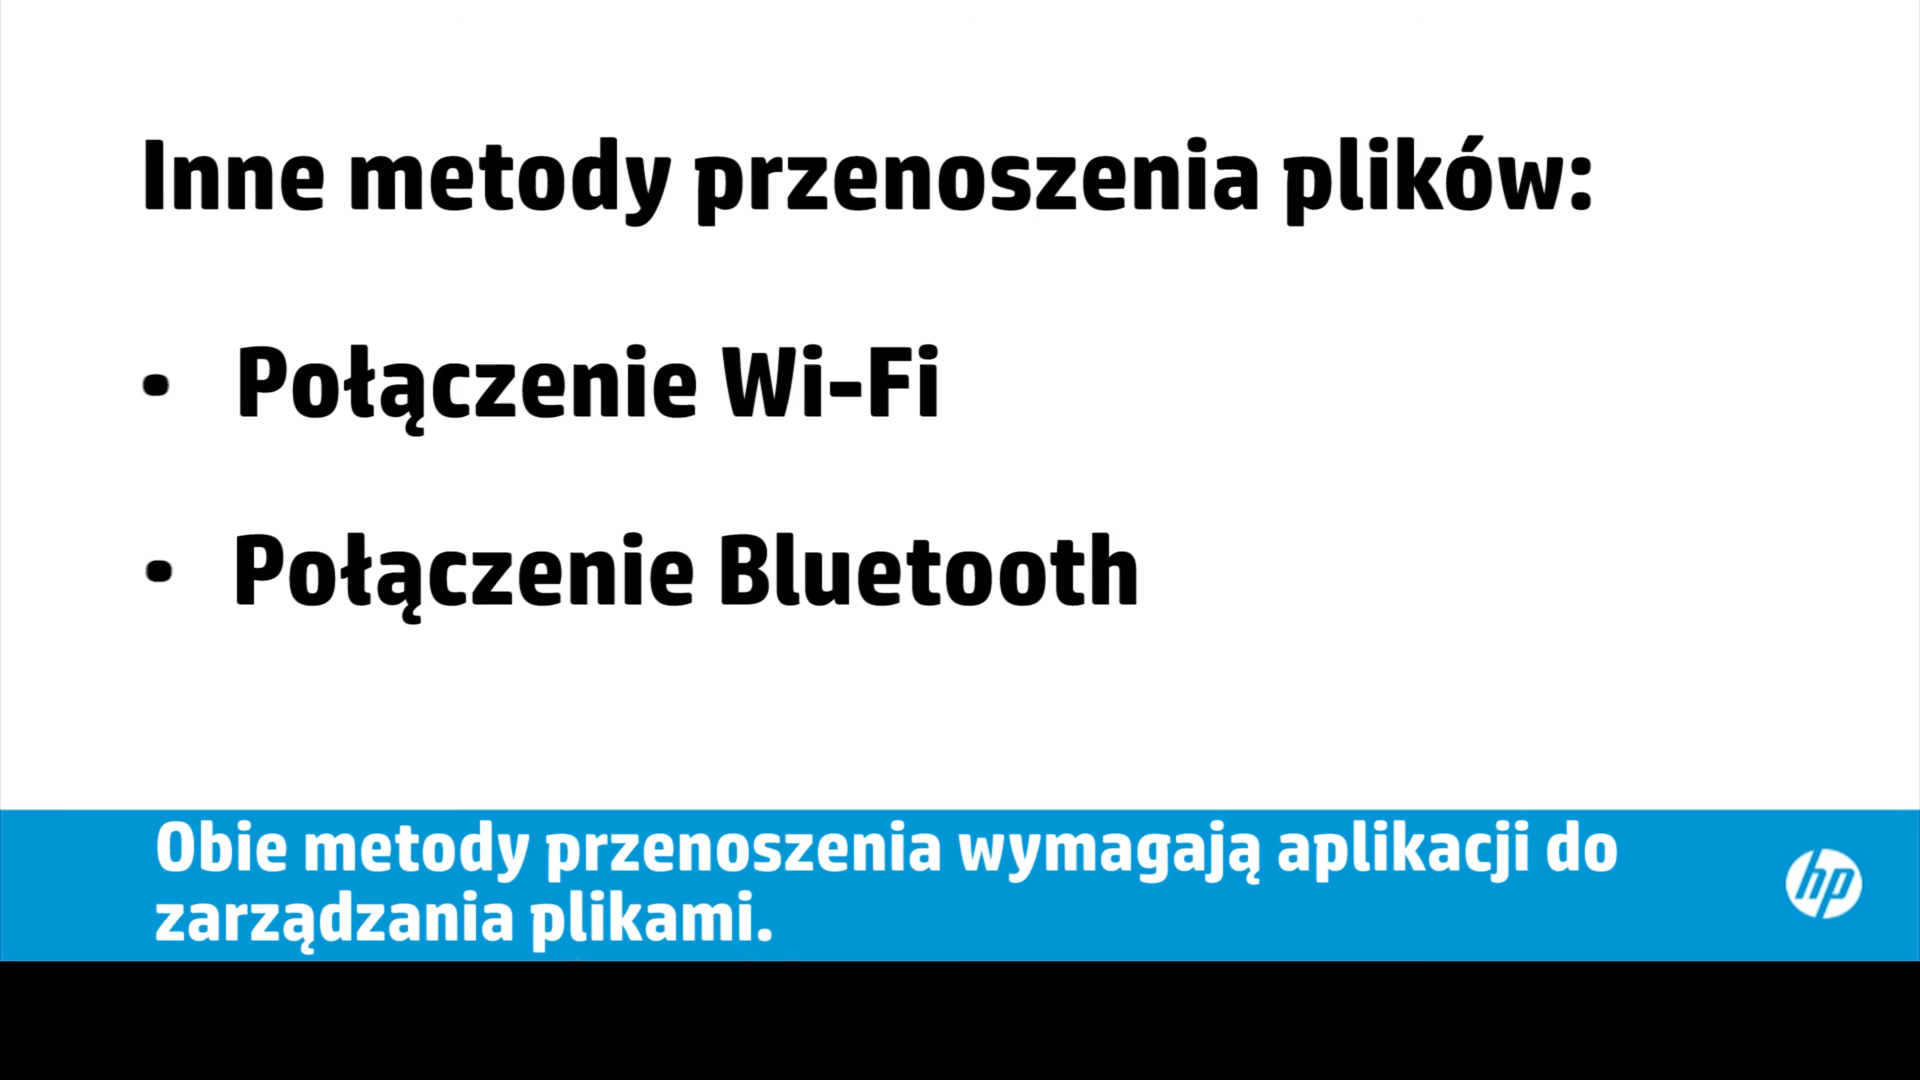 Inne metody przenoszenia plików:
• Połączenie Wi-Fi
• Połączenie Bluetooth
Obie metody przenoszenia wymagają aplikacji do
zarządzania plikami.
hp